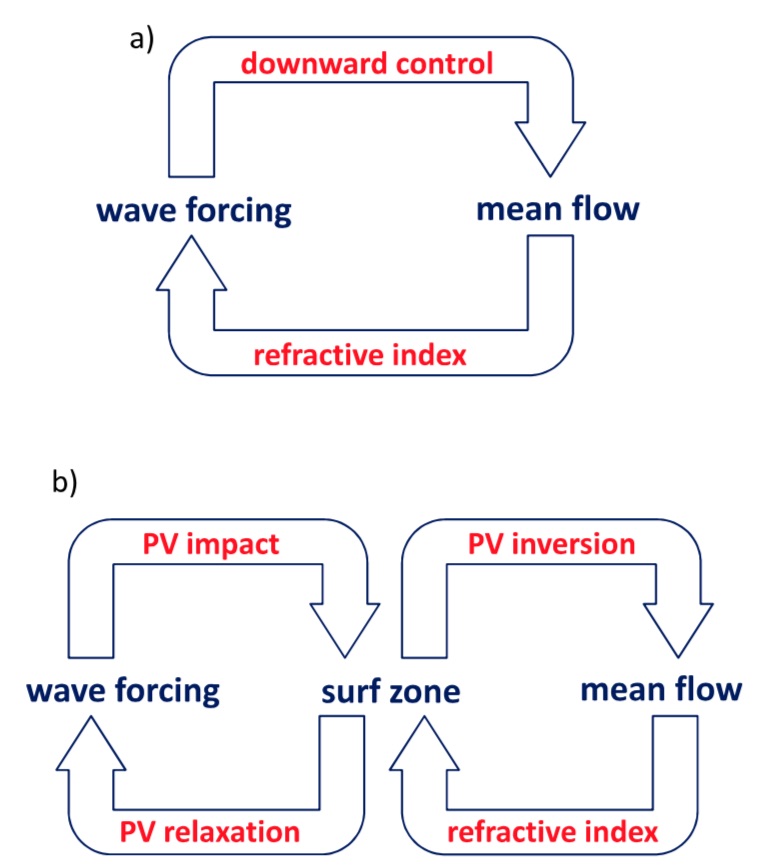 a)
downward control
wave forcing
mean flow
refractive index
b)
PV impact
PV inversion
wave forcing
surf zone
mean flow
PV relaxation
refractive index